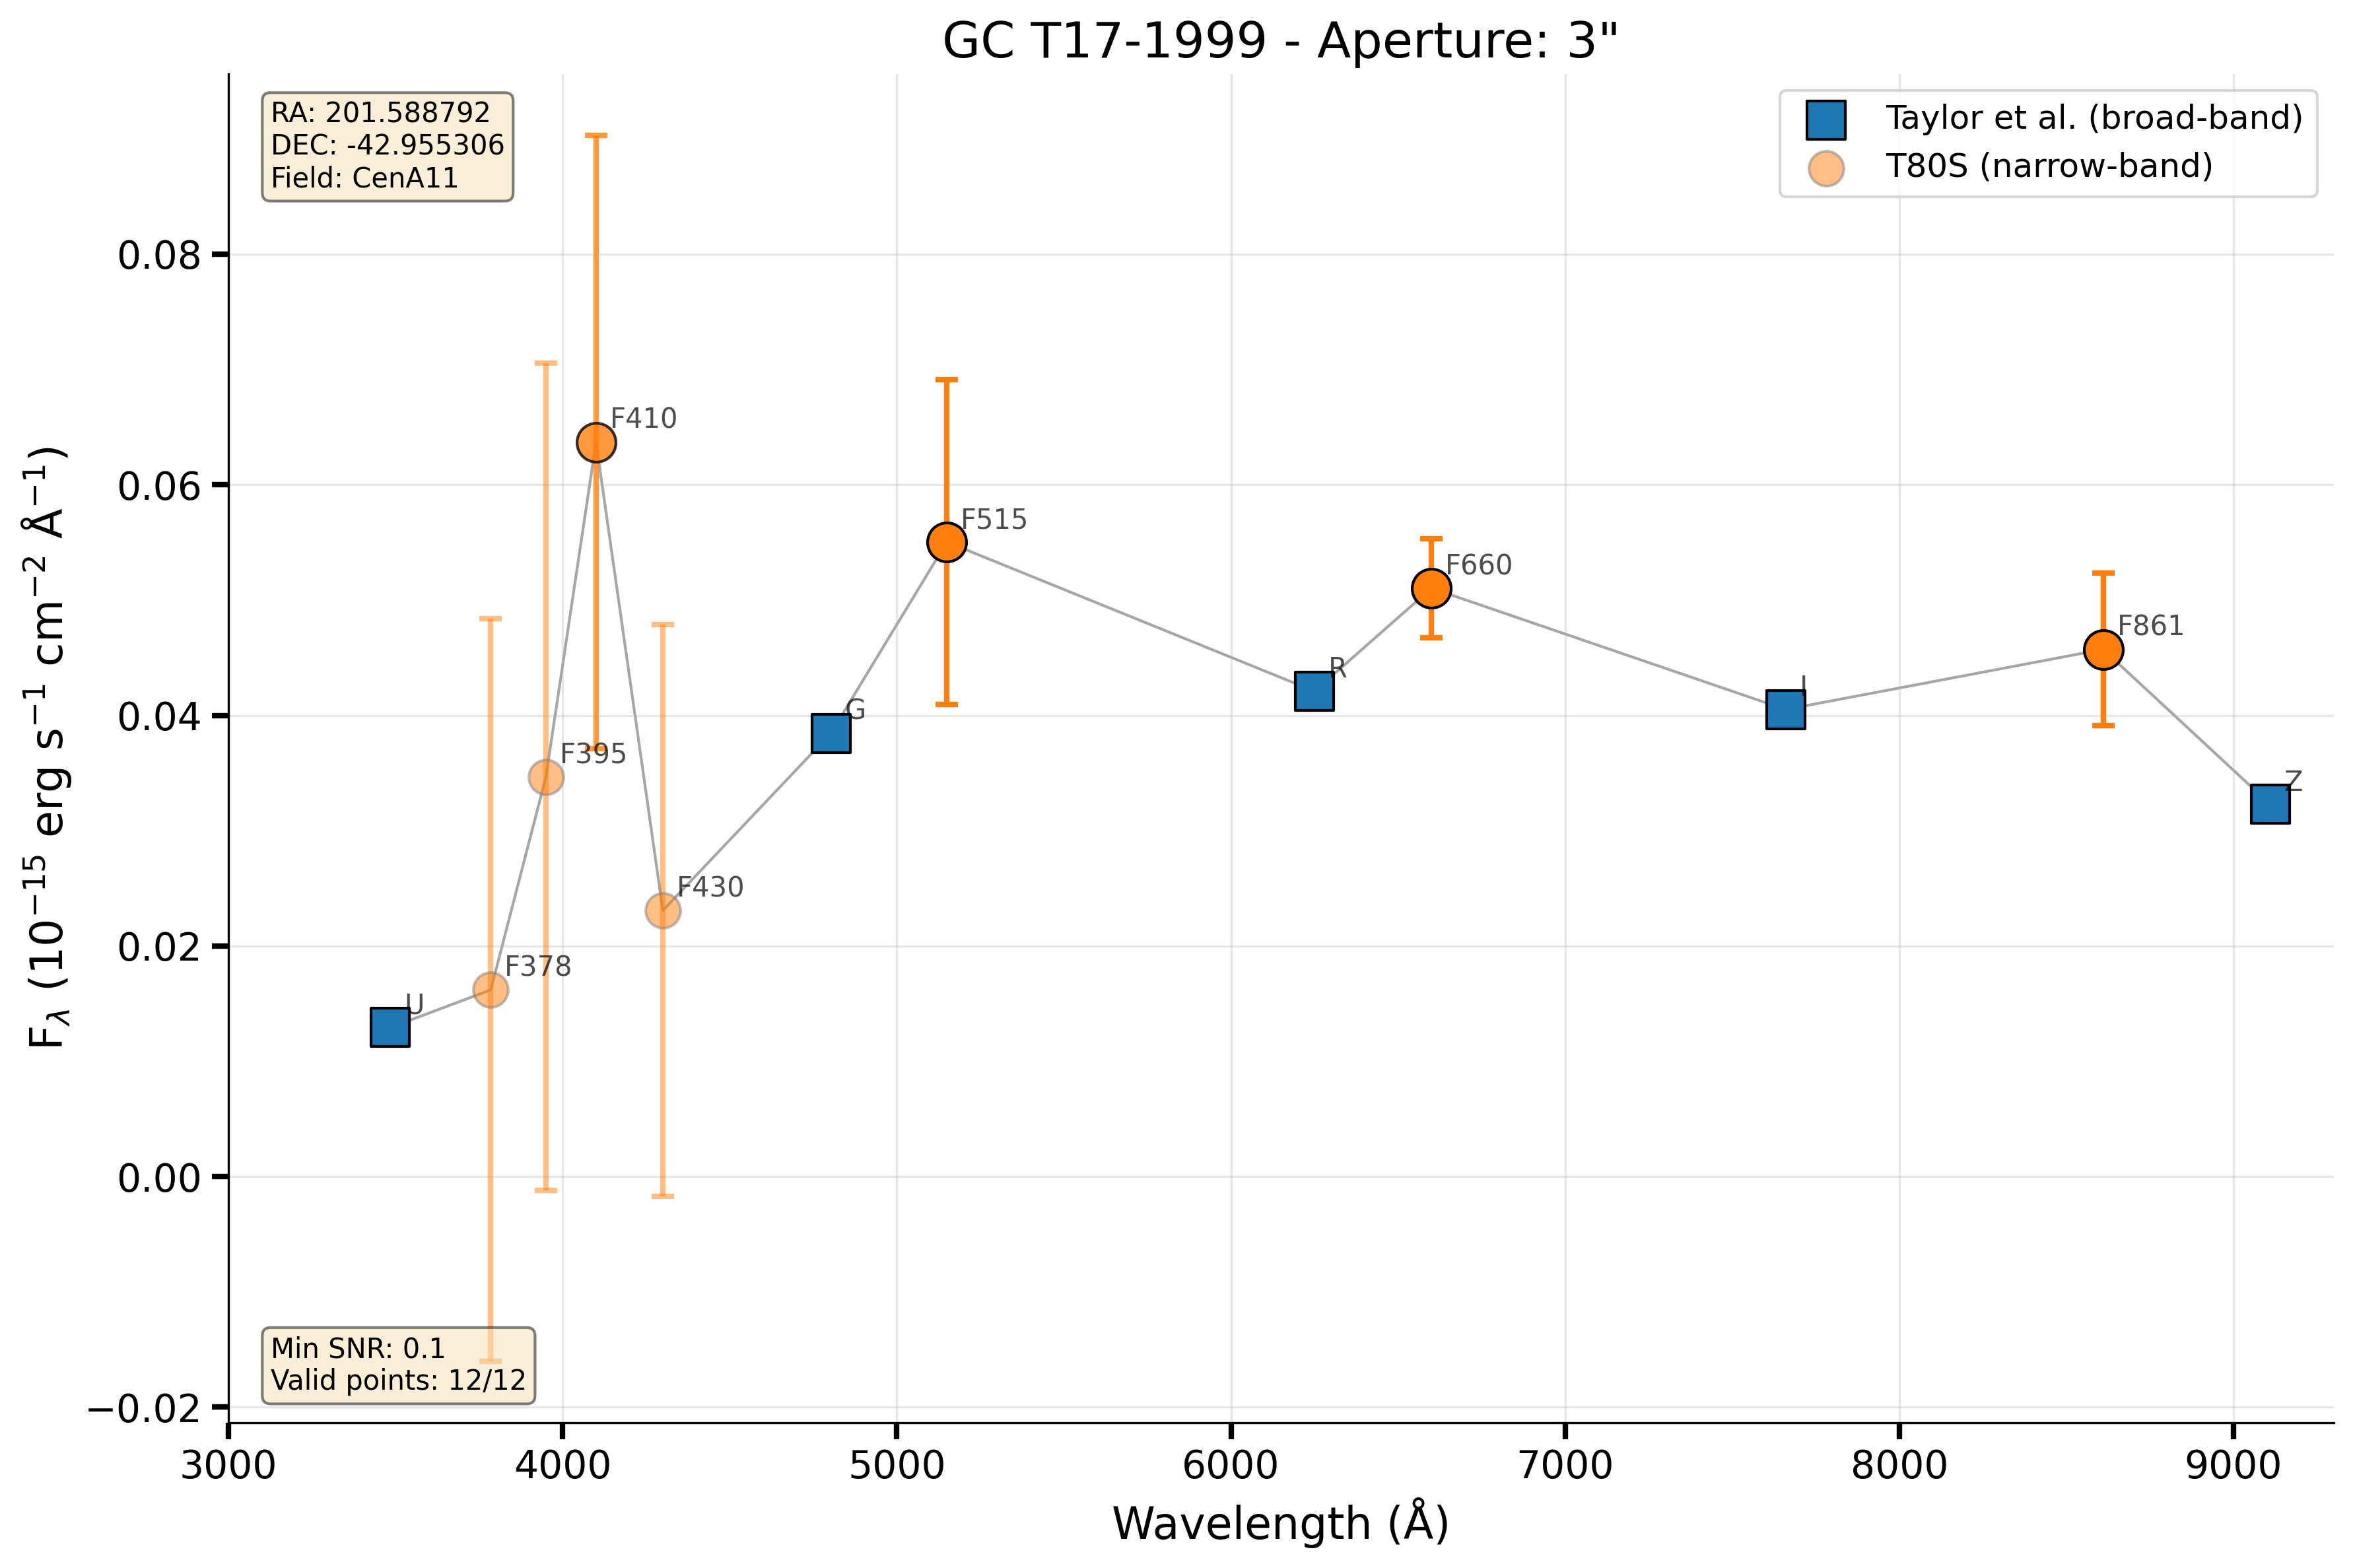 GC T17-1999 - Aperture: 3"
RA: 201.588792
DEC: -42.955306
Field: CenA11
Taylor et al. (broad-band)
T80S (narrow-band)
F410
F515
F660
F861
F395
F430
F378
U
G
R
I
Z
Min SNR: 0.1
Valid points: 12/12
0.08
0.06
0.04
0.02
0.00
−0.02
3000 4000 5000 6000 7000 8000 9000
Wavelength (Å)
Fλ (10⁻¹⁵ erg s⁻¹ cm⁻² Å⁻¹)